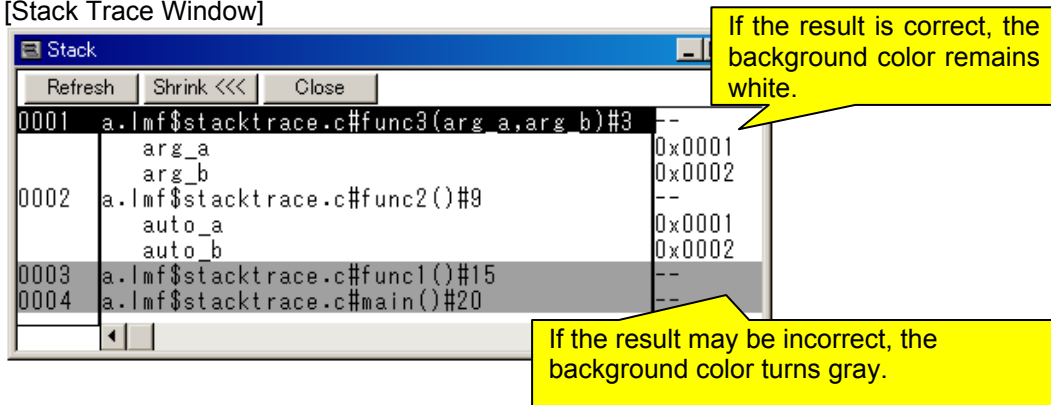 [Stack Trace Window]
If the result is correct, the
background color remains
white.
Stack
Refresh Shrink <<< Close
0001 a.lmf$stacktrace.c#func3(arg_a,arg_b)#3 --
arg_a 0x0001
arg_b 0x0002
0002 a.lmf$stacktrace.c#func2()#9 --
auto_a 0x0001
auto_b 0x0002
0003 a.lmf$stacktrace.c#func1()#15 --
0004 a.lmf$stacktrace.c#main()#20 --
If the result may be incorrect, the
background color turns gray.